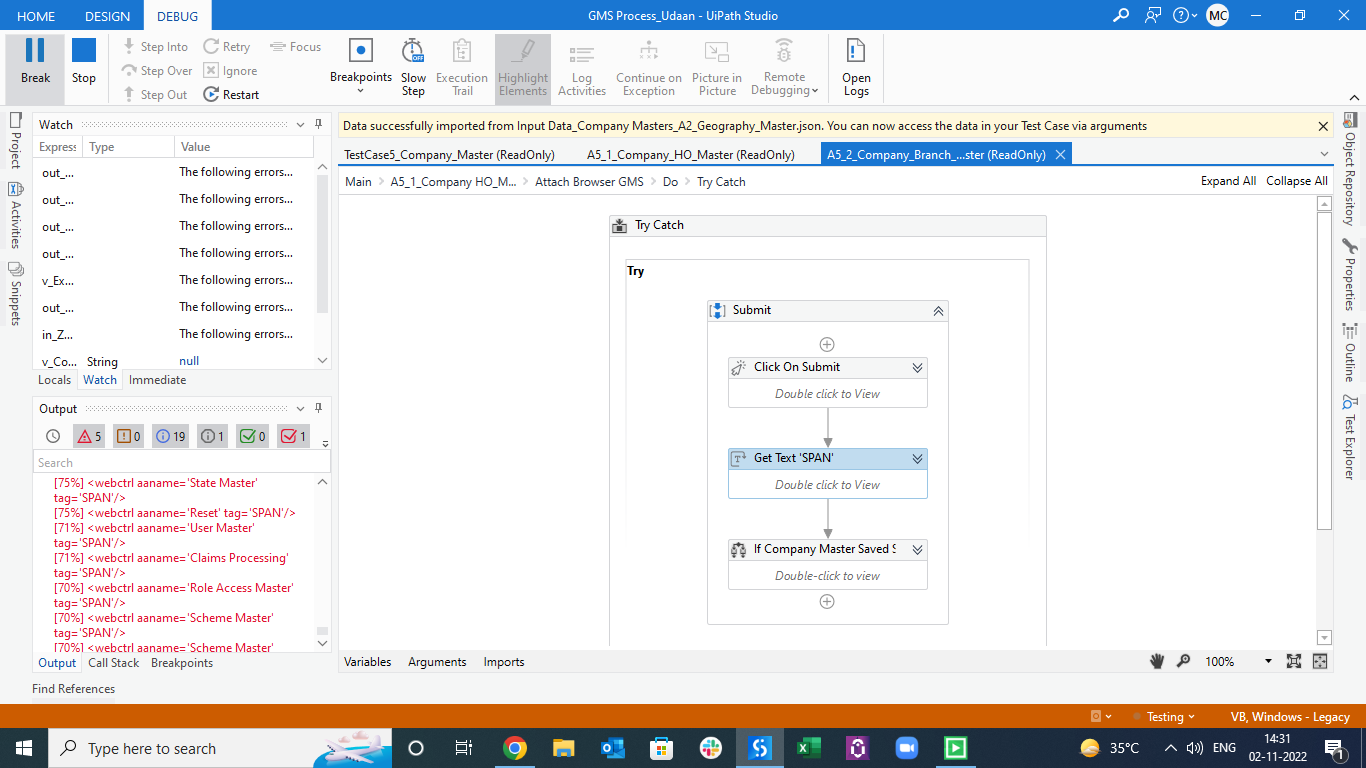 HOME DESIGN DEBUG GMS Process_Udaan - UiPath Studio MC
Break Stop Step Into Retry Focus
Step Over Ignore
Step Out Restart
Breakpoints Slow Step Execution Trail Highlight Elements Log Activities Continue on Exception Picture in Picture Remote Debugging Open Logs
Project
Activities
Snippets
Watch
Express Type Value
out_... The following errors...
out_... The following errors...
out_... The following errors...
out_... The following errors...
v_Ex... The following errors...
out_... The following errors...
in_Z... The following errors...
v_Co... String null
Locals Watch Immediate
Output
5 0 19 1 0 1
Search
[75%] <webctrl aaname='State Master'
tag='SPAN'/>
[75%] <webctrl aaname='Reset' tag='SPAN'/>
[71%] <webctrl aaname='User Master'
tag='SPAN'/>
[71%] <webctrl aaname='Claims Processing'
tag='SPAN'/>
[70%] <webctrl aaname='Role Access Master'
tag='SPAN'/>
[70%] <webctrl aaname='Scheme Master'
tag='SPAN'/>
[70%] <webctrl aaname='Scheme Master'
Output Call Stack Breakpoints
Find References
Data successfully imported from Input Data_Company Masters_A2_Geography_Master.json. You can now access the data in your Test Case via arguments
TestCase5_Company_Master (ReadOnly) A5_1_Company_HO_Master (ReadOnly) A5_2_Company_Branch_...ster (ReadOnly)
Main > A5_1_Company HO_M... > Attach Browser GMS > Do > Try Catch Expand All Collapse All
Try Catch
Try
Submit
Click On Submit
Double click to View
Get Text 'SPAN'
Double click to View
If Company Master Saved S
Double-click to view
Variables Arguments Imports 100%
Object Repository
Properties
Outline
Test Explorer
Testing VB, Windows - Legacy
Type here to search
35°C ENG
14:31
02-11-2022
1